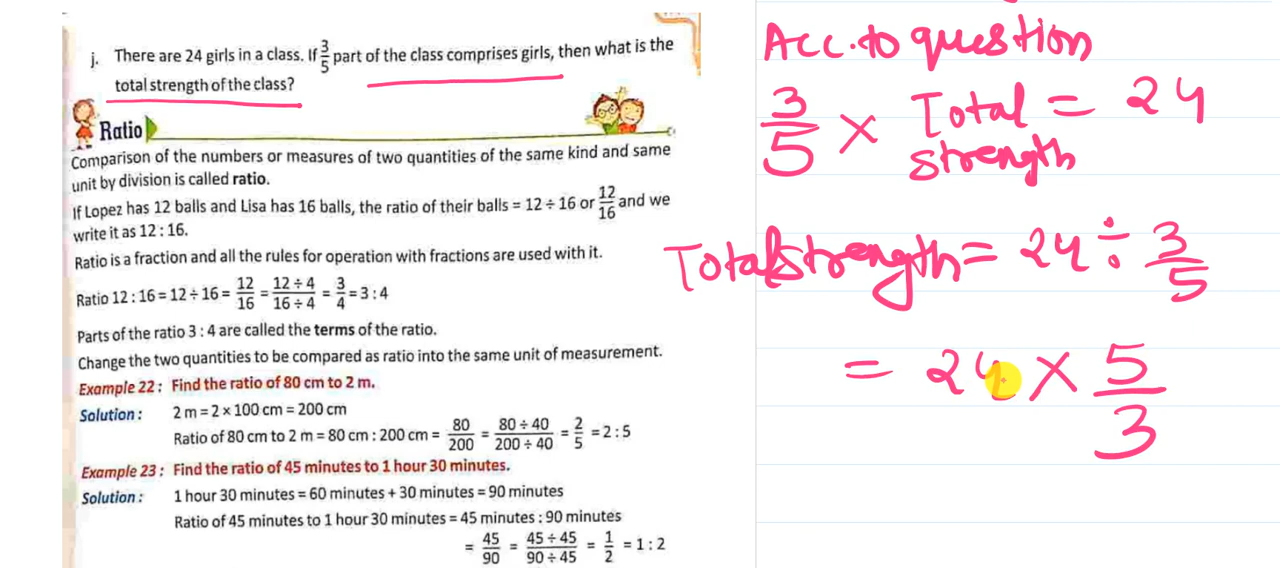 j. There are 24 girls in a class. If 3/5 part of the class comprises girls, then what is the
total strength of the class?
Ratio
Comparison of the numbers or measures of two quantities of the same kind and same
unit by division is called ratio.
If Lopez has 12 balls and Lisa has 16 balls, the ratio of their balls = 12 ÷ 16 or 12/16 and we
write it as 12 : 16.
Ratio is a fraction and all the rules for operation with fractions are used with it.
Ratio 12 : 16 = 12 ÷ 16 = 12/16 = 12 ÷ 4/16 ÷ 4 = 3/4 = 3 : 4
Parts of the ratio 3 : 4 are called the terms of the ratio.
Change the two quantities to be compared as ratio into the same unit of measurement.
Example 22 : Find the ratio of 80 cm to 2 m.
Solution : 2 m = 2 × 100 cm = 200 cm
Ratio of 80 cm to 2 m = 80 cm : 200 cm = 80/200 = 80 ÷ 40/200 ÷ 40 = 2/5 = 2 : 5
Example 23 : Find the ratio of 45 minutes to 1 hour 30 minutes.
Solution : 1 hour 30 minutes = 60 minutes + 30 minutes = 90 minutes
Ratio of 45 minutes to 1 hour 30 minutes = 45 minutes : 90 minutes
= 45/90 = 45 ÷ 45/90 ÷ 45 = 1/2 = 1 : 2
Acc. to question
3/5 × Total = 24
strength
Total strength = 24 ÷ 3/5
= 24 × 5/3